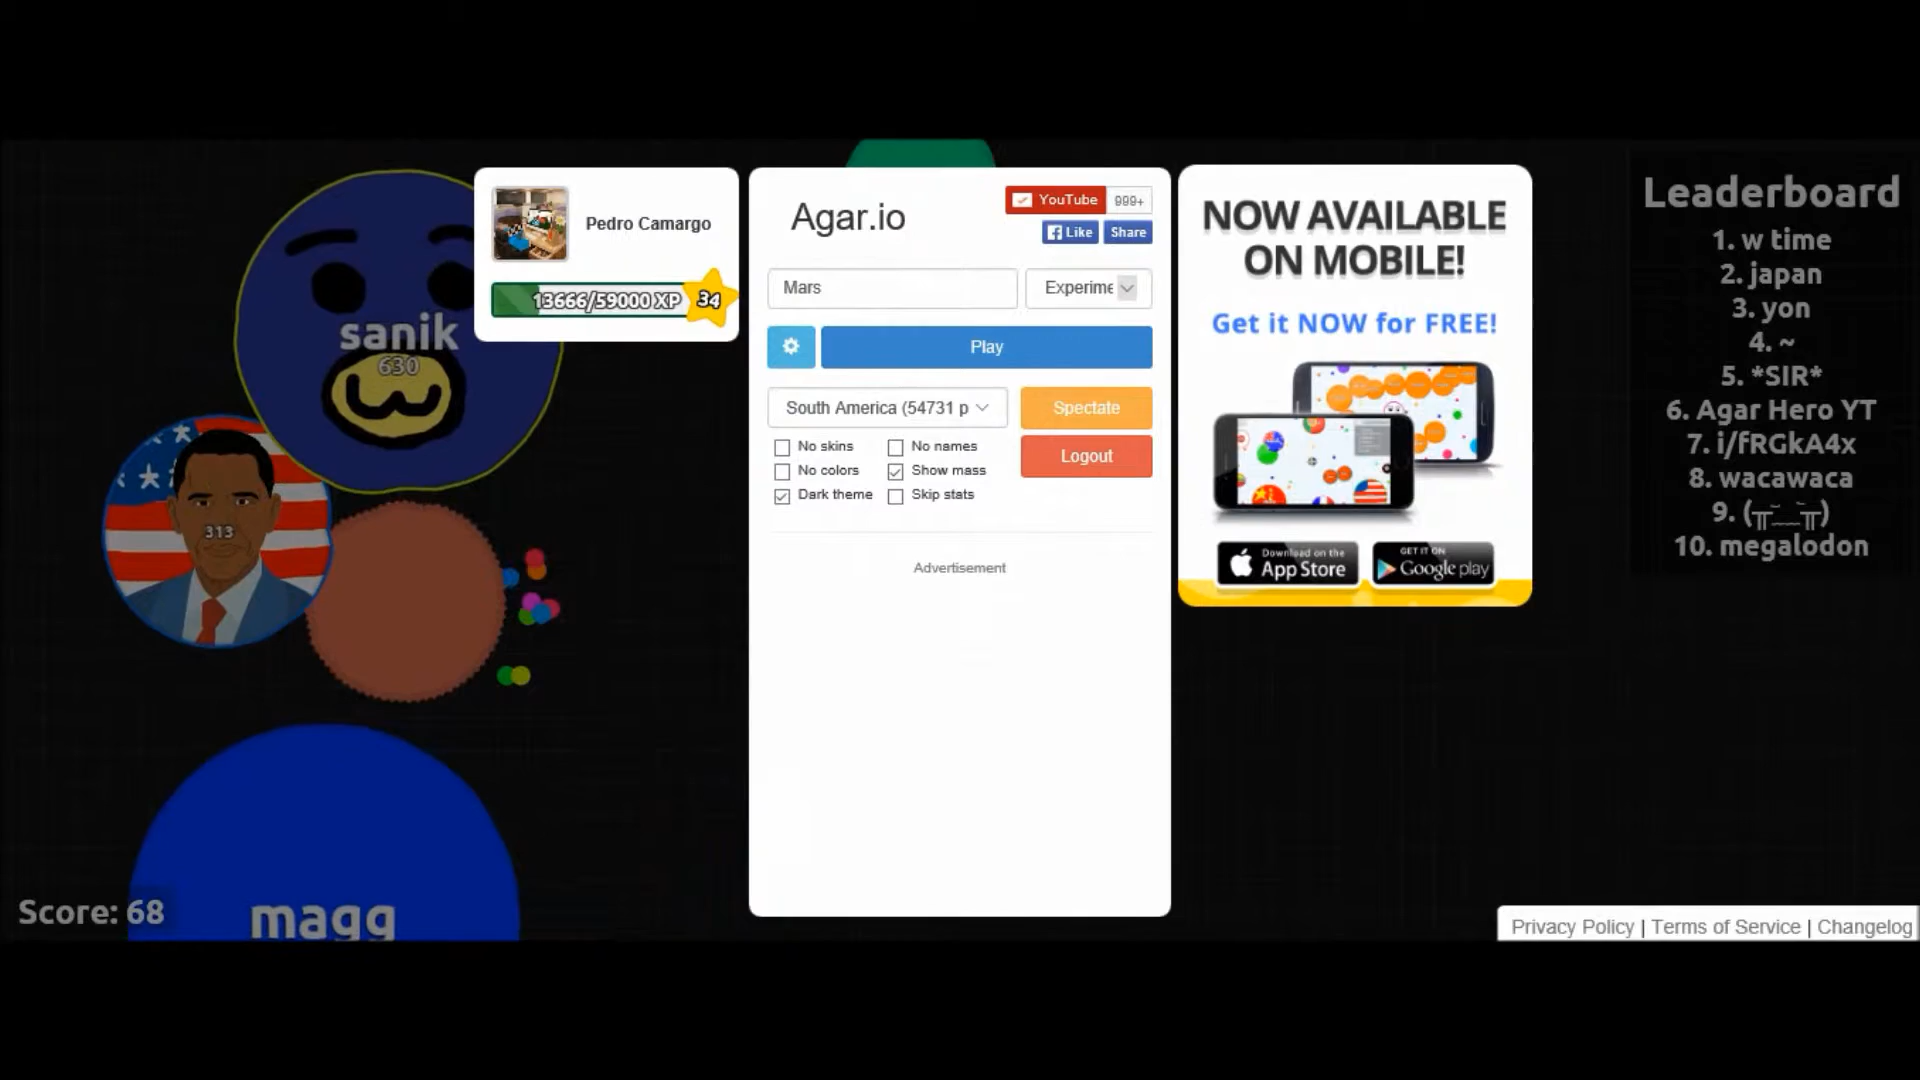 sanik
630
313
magg
Score: 68
Pedro Camargo
13666/59000 XP
34
Agar.io
YouTube 999+
Like Share
Mars
Experime
Play
South America (54731 p
Spectate
No skins No names
Logout
No colors Show mass
Dark theme Skip stats
Advertisement
NOW AVAILABLE
ON MOBILE!
Get it NOW for FREE!
Download on the
App Store
GET IT ON
Google play
Leaderboard
1. w time
2. japan
3. yon
4. ~
5. *SIR*
6. Agar Hero YT
7. i/fRGkA4x
8. wacawaca
9. (╥﹏╥)
10. megalodon
Privacy Policy | Terms of Service | Changelog